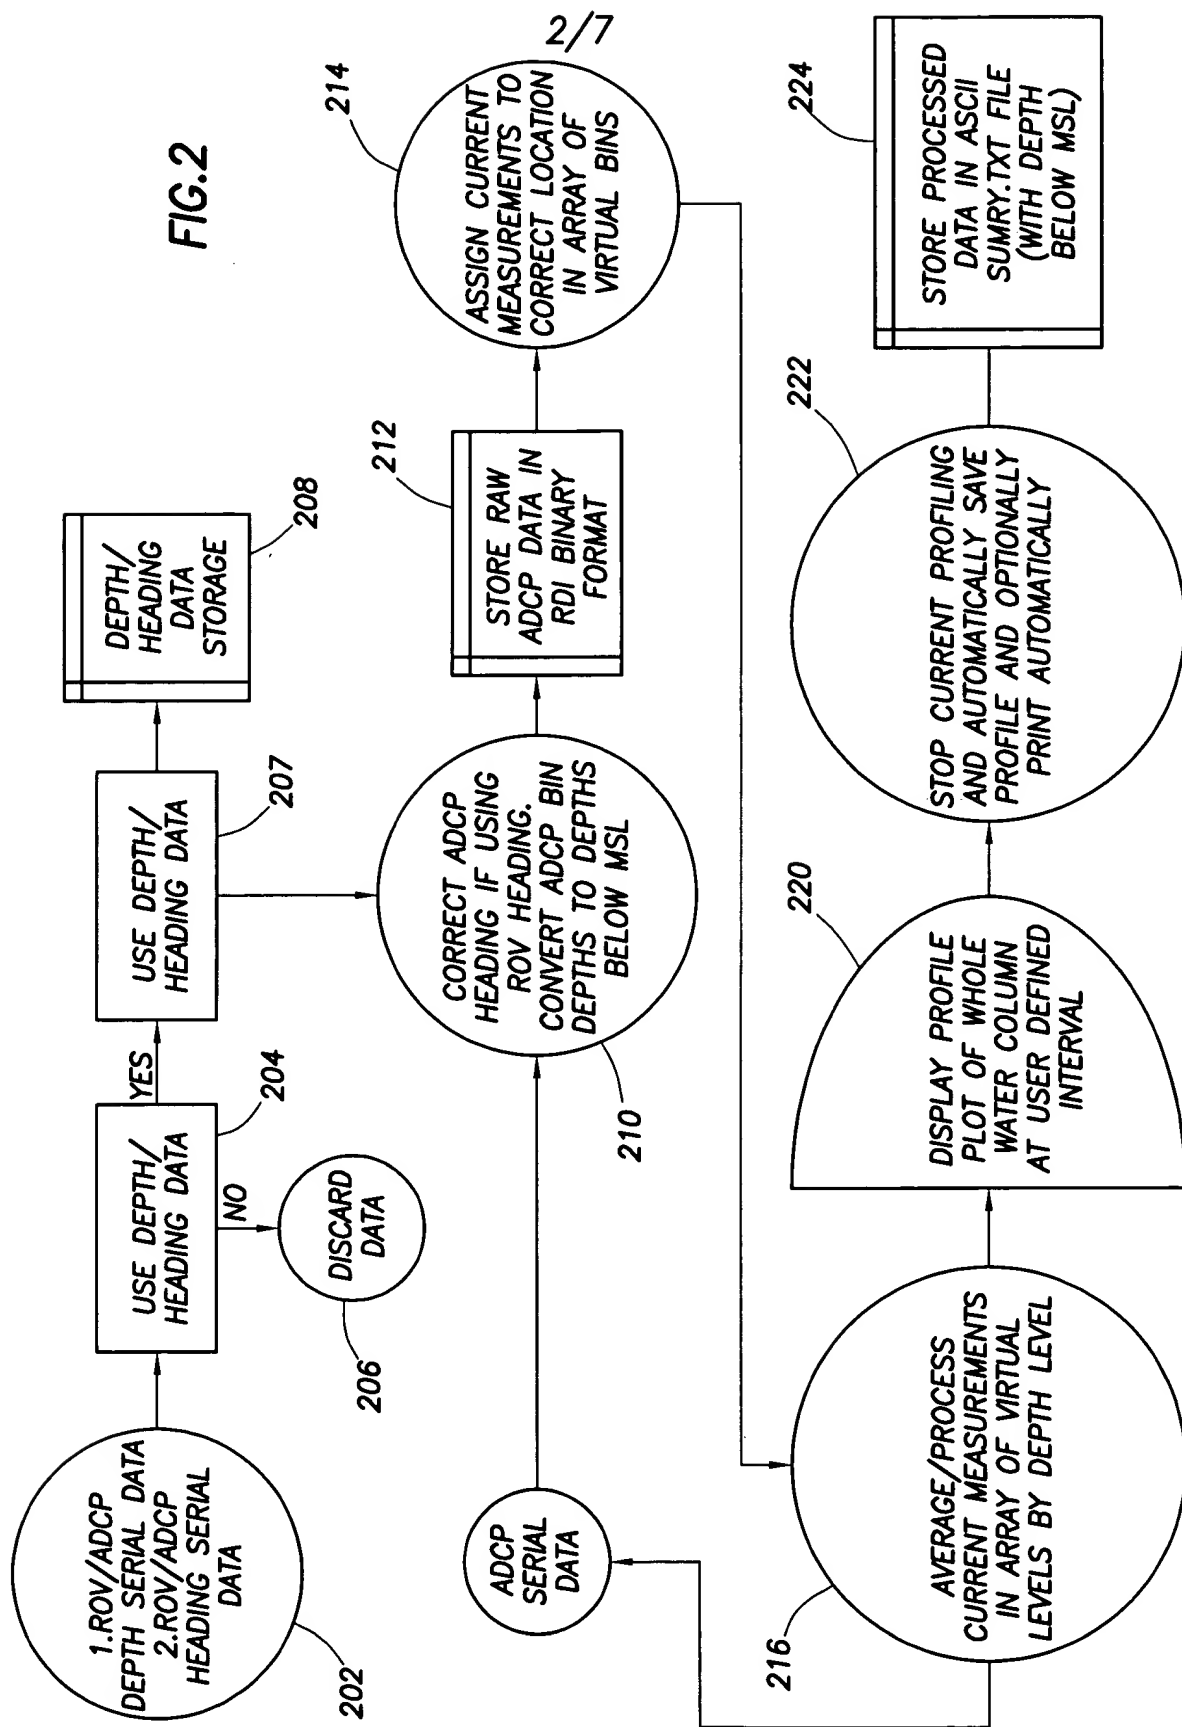 2/7
FIG.2
1.ROV/ADCP
DEPTH SERIAL DATA
2.ROV/ADCP
HEADING SERIAL
DATA
202
USE DEPTH/
HEADING DATA
204
YES
NO
DISCARD
DATA
206
USE DEPTH/
HEADING DATA
207
DEPTH/
HEADING
DATA
STORAGE
208
ADCP
SERIAL
DATA
CORRECT ADCP
HEADING IF USING
ROV HEADING.
CONVERT ADCP BIN
DEPTHS TO DEPTHS
BELOW MSL
210
STORE RAW
ADCP DATA IN
RDI BINARY
FORMAT
212
ASSIGN CURRENT
MEASUREMENTS TO
CORRECT LOCATION
IN ARRAY OF
VIRTUAL BINS
214
AVERAGE/PROCESS
CURRENT MEASUREMENTS
IN ARRAY OF VIRTUAL
LEVELS BY DEPTH LEVEL
216
DISPLAY PROFILE
PLOT OF WHOLE
WATER COLUMN
AT USER DEFINED
INTERVAL
220
STOP CURRENT PROFILING
AND AUTOMATICALLY SAVE
PROFILE AND OPTIONALLY
PRINT AUTOMATICALLY
222
STORE PROCESSED
DATA IN ASCII
SUMRY.TXT FILE
(WITH DEPTH
BELOW MSL)
224